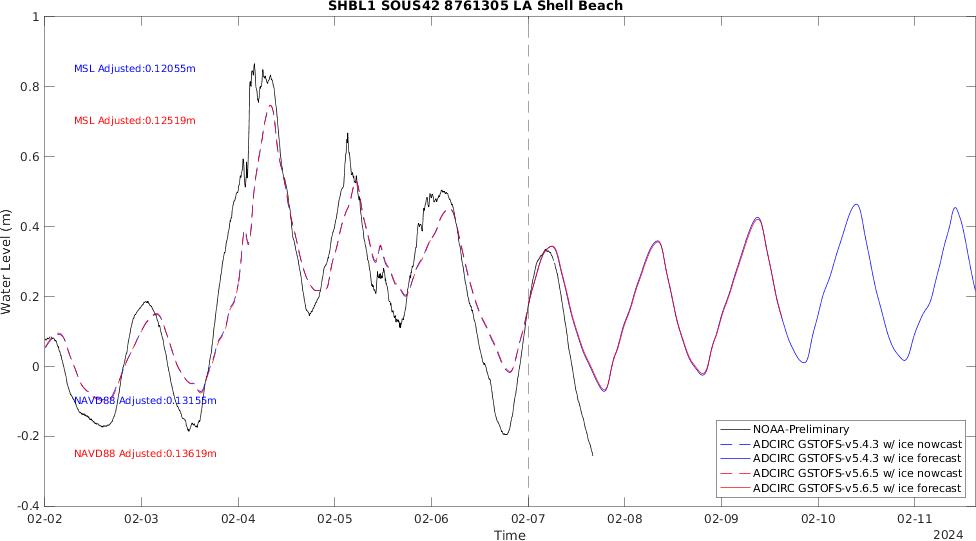 SHBL1 SOUS42 8761305 LA Shell Beach
Water Level (m)
1
0.8
0.6
0.4
0.2
0
-0.2
-0.4
MSL Adjusted:0.12055m
MSL Adjusted:0.12519m
NAVD88 Adjusted:0.13155m
NAVD88 Adjusted:0.13619m
NOAA-Preliminary
ADCIRC GSTOFS-v5.4.3 w/ ice nowcast
ADCIRC GSTOFS-v5.4.3 w/ ice forecast
ADCIRC GSTOFS-v5.6.5 w/ ice nowcast
ADCIRC GSTOFS-v5.6.5 w/ ice forecast
02-02 02-03 02-04 02-05 02-06 02-07 02-08 02-09 02-10 02-11
Time
2024